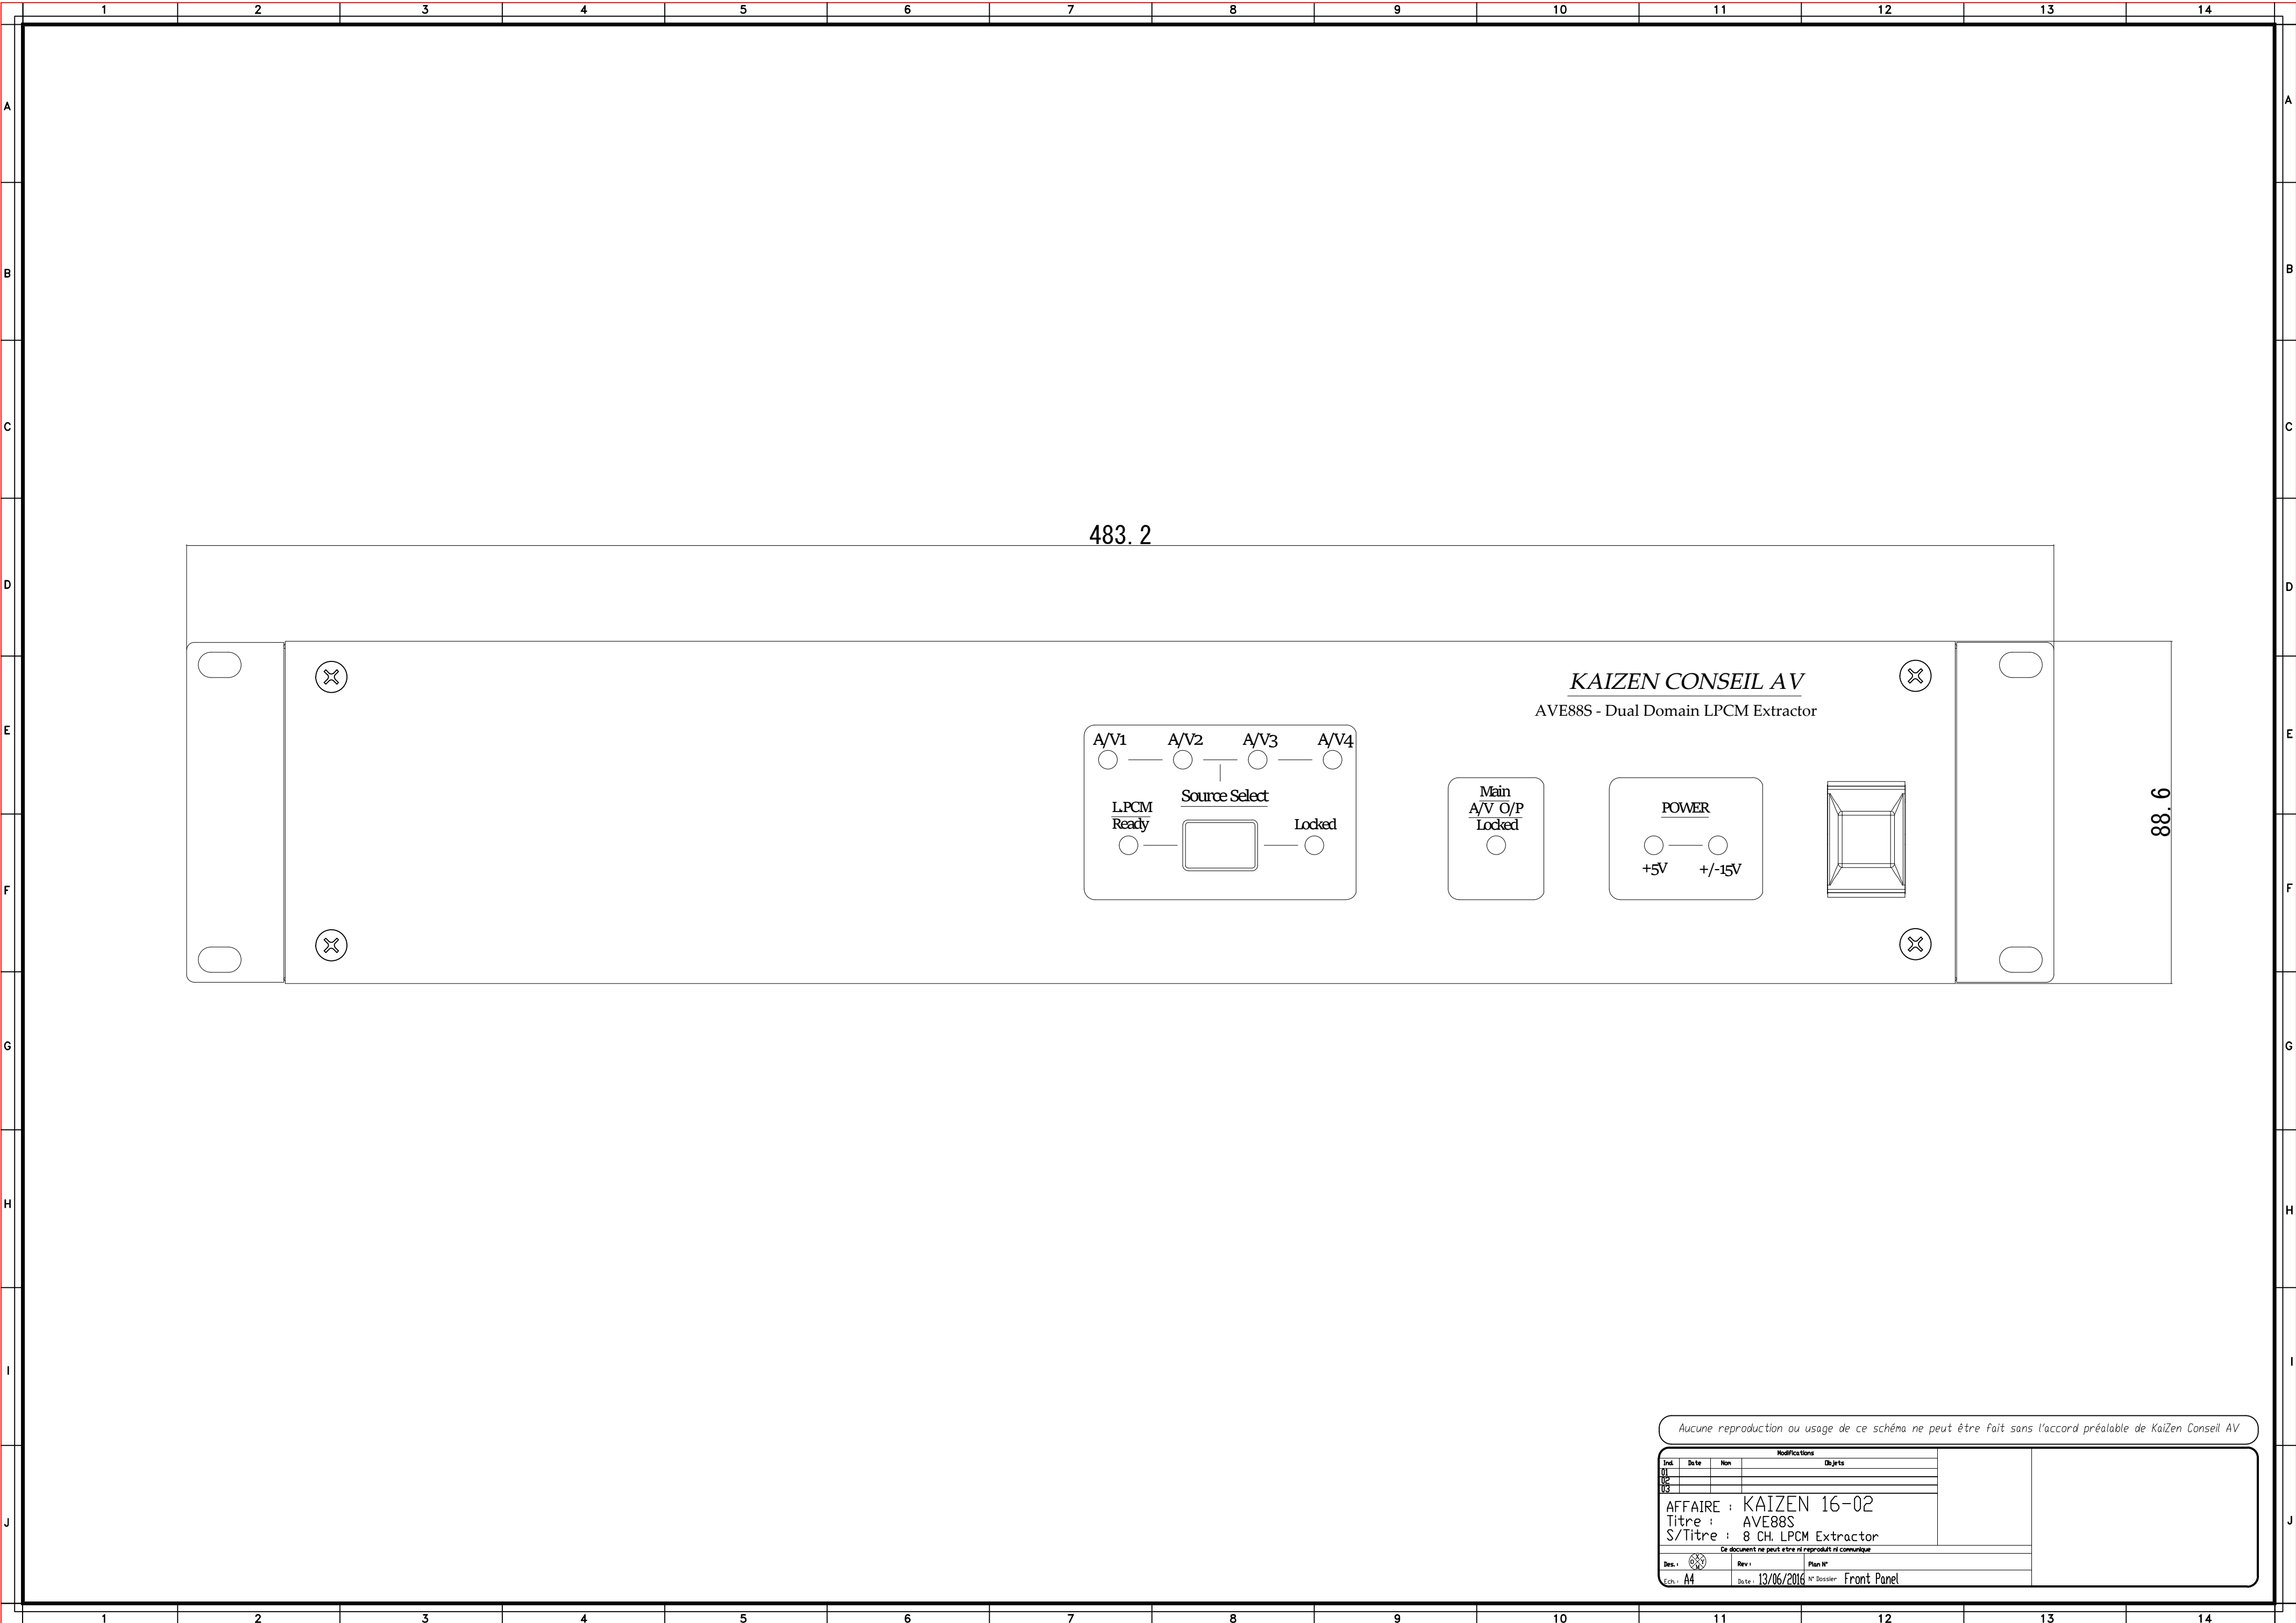 1 2 3 4 5 6 7 8 9 10 11 12 13 14
A A
B B
C C
483. 2
D D
KAIZEN CONSEIL AV
AVE88S - Dual Domain LPCM Extractor
E E
A/V1 A/V2 A/V3 A/V4
Source Select
L.PCM
Ready
Locked
Main
A/V O/P
Locked
POWER
+5V +/-15V
88. 6
F F
G G
H H
I I
Aucune reproduction ou usage de ce schéma ne peut être fait sans l'accord préalable de KaiZen Conseil AV
Modifications
Ind. Date Nom Objets
01
02
03
J J
AFFAIRE : KAIZEN 16-02
Titre : AVE88S
S/Titre : 8 CH. LPCM Extractor
Ce document ne peut etre ni reproduit ni communique
Des. : Rev : Plan N°
Ech. : A4 Date : 13/06/2016 N° Dossier Front Panel
1 2 3 4 5 6 7 8 9 10 11 12 13 14